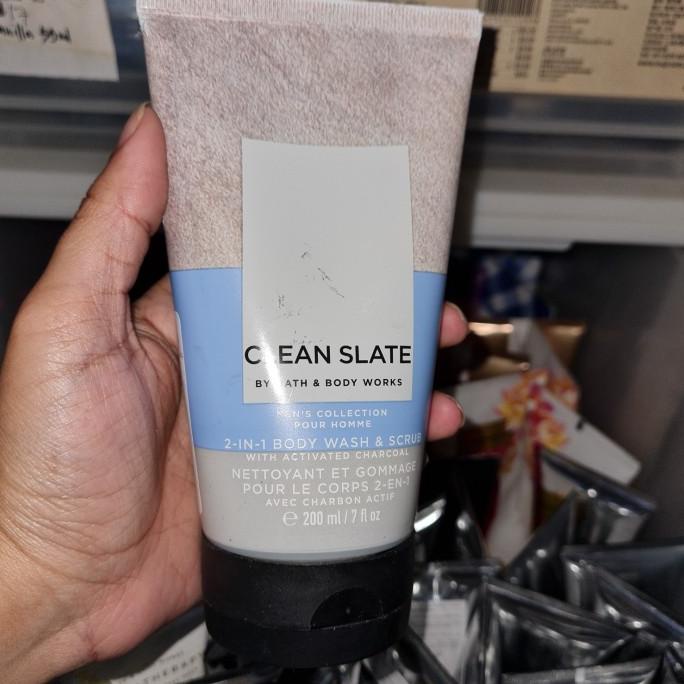 CLEAN SLATE
BY BATH & BODY WORKS
MEN'S COLLECTION
POUR HOMME
2-IN-1 BODY WASH & SCRUB
WITH ACTIVATED CHARCOAL
NETTOYANT ET GOMMAGE
POUR LE CORPS 2-EN-1
AVEC CHARBON ACTIF
℮ 200 ml / 7 fl oz